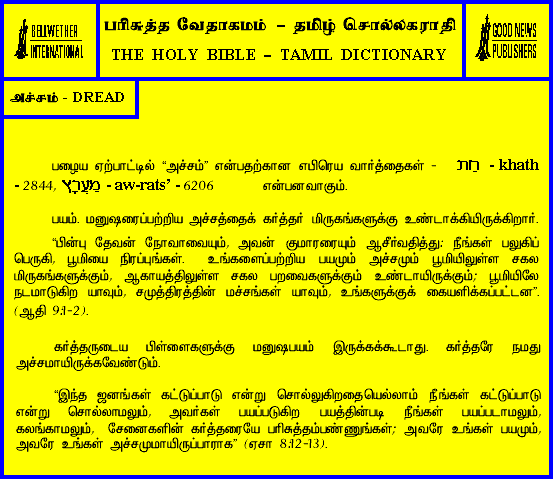 BELLWETHER
INTERNATIONAL
பரிசுத்த வேதாகமம் – தமிழ் சொல்லகராதி
THE HOLY BIBLE – TAMIL DICTIONARY
GOOD NEWS
PUBLISHERS
அச்சம் - DREAD
பழைய ஏற்பாட்டில் “அச்சம்” என்பதற்கான எபிரெய வார்த்தைகள் - חַת - khath
- 2844, מַעֲרָץ - aw-rats’ - 6206 என்பனவாகும்.
பயம். மனுஷரைப்பற்றிய அச்சத்தைக் கர்த்தர் மிருகங்களுக்கு உண்டாக்கியிருக்கிறார்.
“பின்பு தேவன் நோவாவையும், அவன் குமாரரையும் ஆசீர்வதித்து: நீங்கள் பலுகிப்
பெருகி, பூமியை நிரப்புங்கள். உங்களைப்பற்றிய பயமும் அச்சமும் பூமியிலுள்ள சகல
மிருகங்களுக்கும், ஆகாயத்திலுள்ள சகல பறவைகளுக்கும் உண்டாயிருக்கும்; பூமியிலே
நடமாடுகிற யாவும், சமுத்திரத்தின் மச்சங்கள் யாவும், உங்களுக்குக் கையளிக்கப்பட்டன”.
(ஆதி 9:1-2).
கர்த்தருடைய பிள்ளைகளுக்கு மனுஷபயம் இருக்கக்கூடாது. கர்த்தரே நமது
அச்சமாயிருக்கவேண்டும்.
“இந்த ஜனங்கள் கட்டுப்பாடு என்று சொல்லுகிறதையெல்லாம் நீங்கள் கட்டுப்பாடு
என்று சொல்லாமலும், அவர்கள் பயப்படுகிற பயத்தின்படி நீங்கள் பயப்படாமலும்,
கலங்காமலும், சேனைகளின் கர்த்தரையே பரிசுத்தம்பண்ணுங்கள்; அவரே உங்கள் பயமும்,
அவரே உங்கள் அச்சமுமாயிருப்பாராக” (ஏசா 8:12-13).